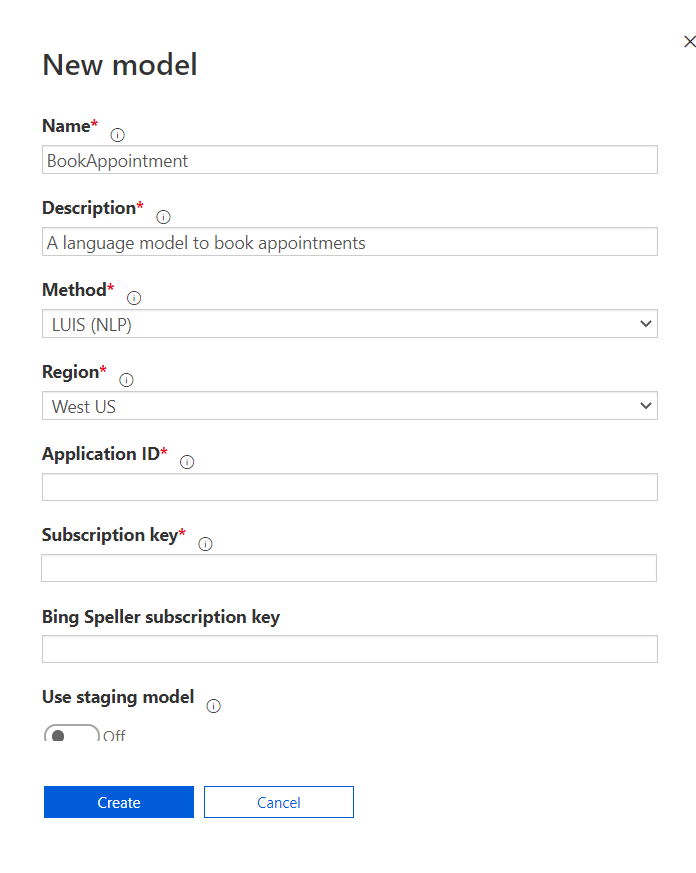 New model
Name*
BookAppointment
Description*
A language model to book appointments
Method*
LUIS (NLP)
Region*
West US
Application ID*
Subscription key*
Bing Speller subscription key
Use staging model
Off
Create
Cancel